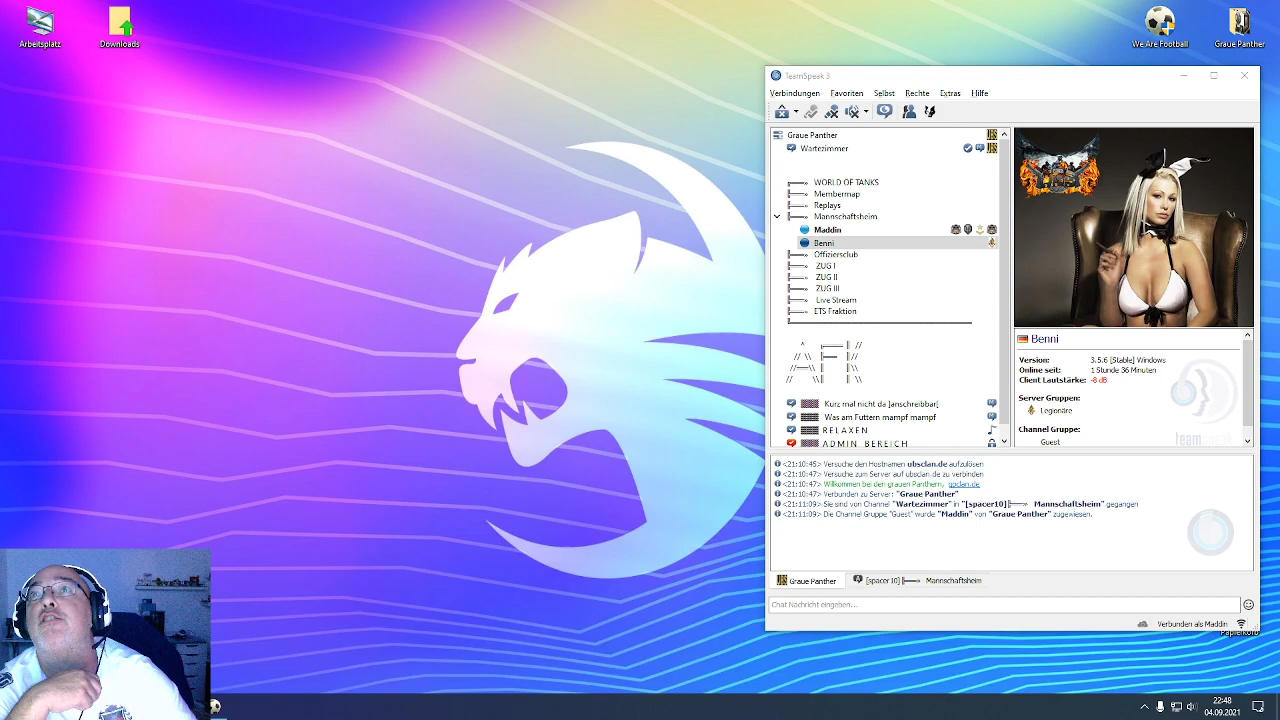 Arbeitsplatz
Downloads
We Are Football
Graue Panther
TeamSpeak 3
Verbindungen Favoriten Selbst Rechte Extras Hilfe
Graue Panther
Wartezimmer
WORLD OF TANKS
Membermap
Replays
Mannschaftsheim
Maddin
Benni
Offiziersclub
ZUG I
ZUG II
ZUG III
Live Stream
ETS Fraktion
Kurz mal nicht da [anschreibbar[
Was am Futtern mampf mampf
R E L A X E N
A D M I N B E R E I C H
Benni
Version: 3.5.6 [Stable] Windows
Online seit: 1 Stunde 36 Minuten
Client Lautstärke: -8 dB
Server Gruppen:
Legionäre
Channel Gruppe:
Guest
teamspeak
<21:10:45> Versuche den Hostnamen ubsclan.de aufzulösen
<21:10:47> Versuche zum Server auf ubsclan.de zu verbinden
<21:10:47> Willkommen bei den grauen Panthern, gpclan.de
<21:10:47> Verbunden zu Server: "Graue Panther"
<21:11:09> Sie sind von Channel "Wartezimmer" in "[spacer10] Mannschaftsheim" gegangen
<21:11:09> Die Channel Gruppe "Guest" wurde "Maddin" von "Graue Panther" zugewiesen.
Graue Panther [spacer10] Mannschaftsheim
Chat Nachricht eingeben...
Verbunden als Maddin
Papierkorb
22:48
04.09.2021